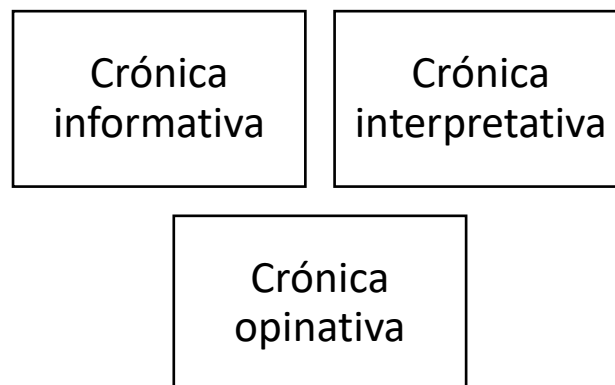 Crónica
informativa
Crónica
interpretativa
Crónica
opinativa